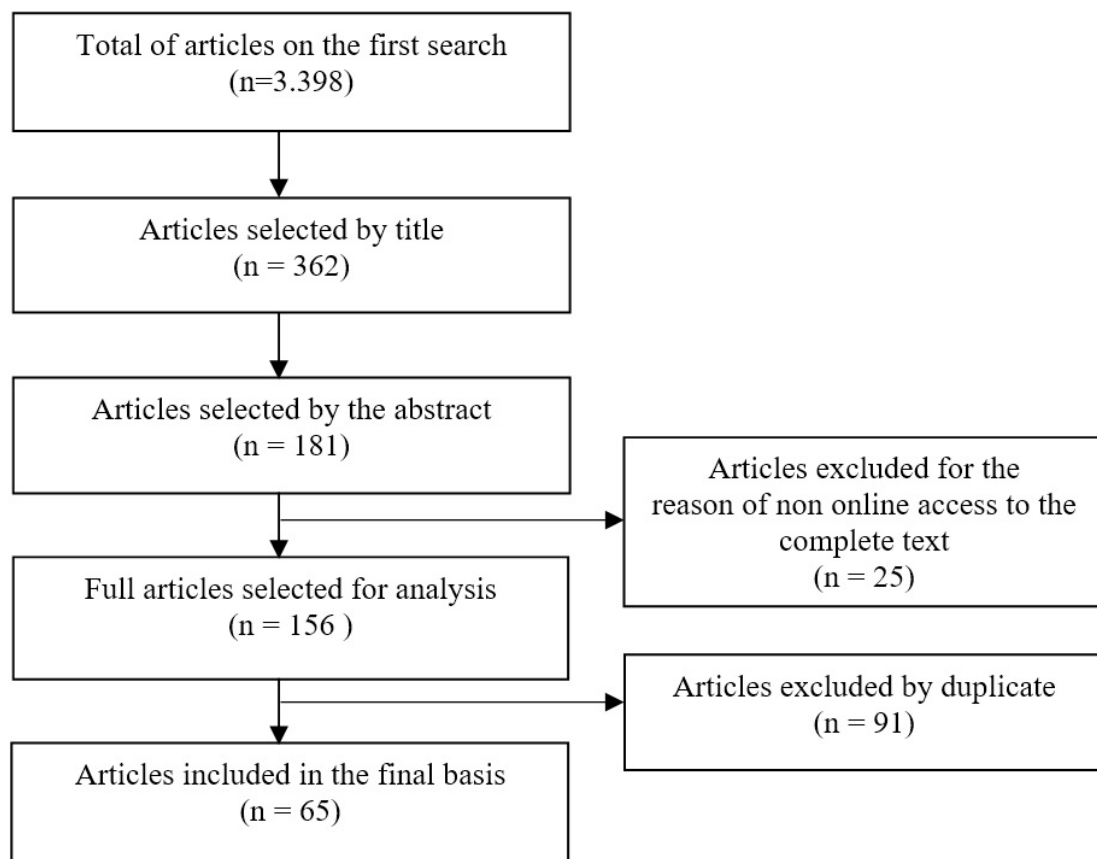 Total of articles on the first search
(n=3.398)
Articles selected by title
(n = 362)
Articles selected by the abstract
(n = 181)
Articles excluded for the
reason of non online access to the
complete text
(n = 25)
Full articles selected for analysis
(n = 156 )
Articles excluded by duplicate
(n = 91)
Articles included in the final basis
(n = 65)